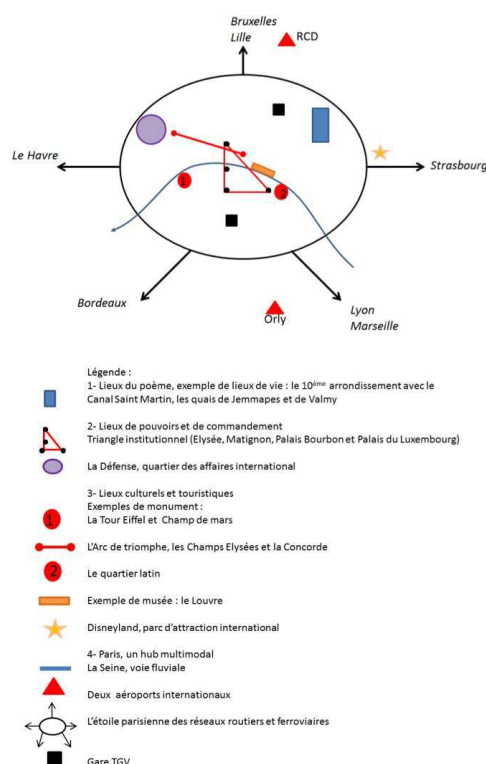 Bruxelles
Lille
RCD
Le Havre
Strasbourg
1
2
Bordeaux
Orly
Lyon
Marseille
Légende :
1- Lieux du poème, exemple de lieux de vie : le 10ème arrondissement avec le
Canal Saint Martin, les quais de Jemmapes et de Valmy
2- Lieux de pouvoirs et de commandement
Triangle institutionnel (Elysée, Matignon, Palais Bourbon et Palais du Luxembourg)
La Défense, quartier des affaires international
3- Lieux culturels et touristiques
Exemples de monument :
1 La Tour Eiffel et Champ de mars
L'Arc de triomphe, les Champs Elysées et la Concorde
2 Le quartier latin
Exemple de musée : le Louvre
Disneyland, parc d'attraction international
4- Paris, un hub multimodal
La Seine, voie fluviale
Deux aéroports internationaux
L'étoile parisienne des réseaux routiers et ferroviaires
Gare TGV